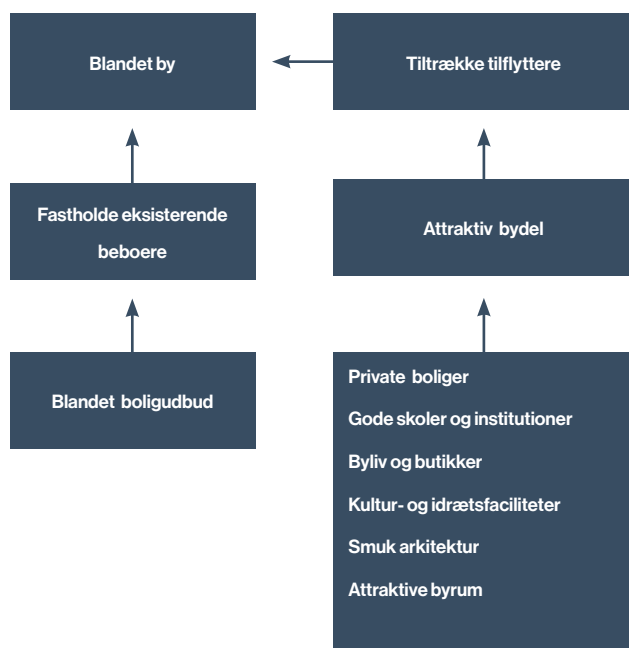 Blandet by
Tiltrække tilflyttere
Fastholde eksisterende
beboere
Attraktiv bydel
Blandet boligudbud
Private boliger
Gode skoler og institutioner
Byliv og butikker
Kultur- og idrætsfaciliteter
Smuk arkitektur
Attraktive byrum